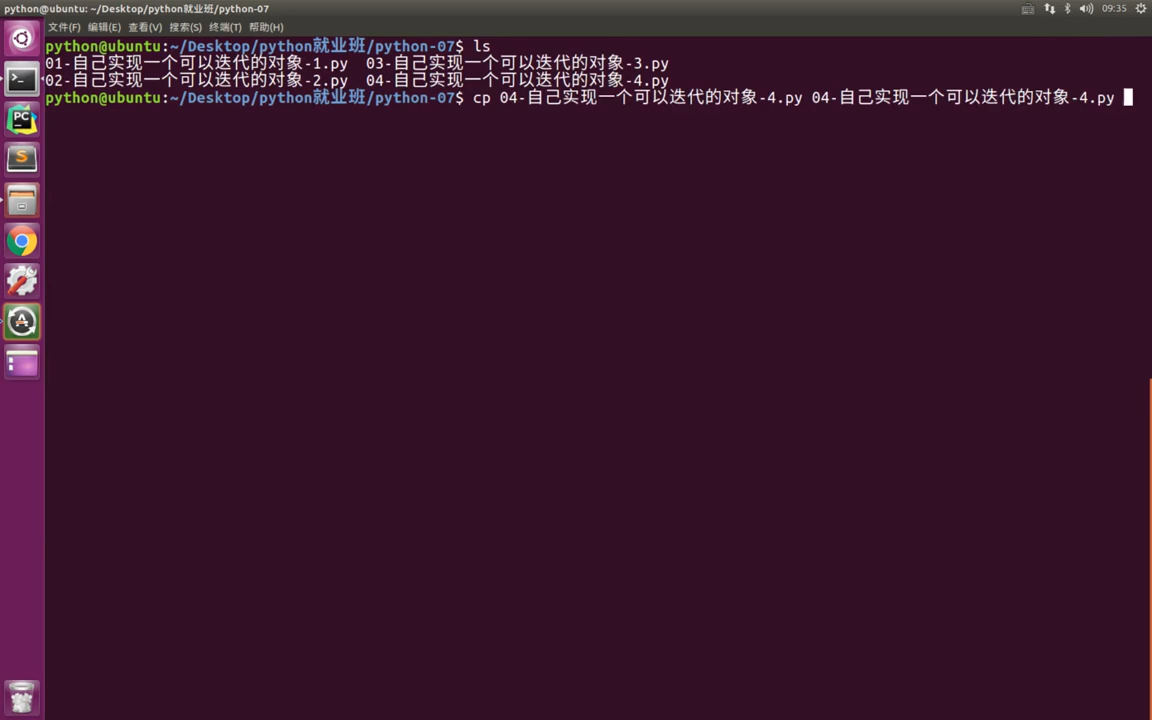 python@ubuntu: ~/Desktop/python就业班/python-07
09:35
文件(F) 编辑(E) 查看(V) 搜索(S) 终端(T) 帮助(H)
python@ubuntu:~/Desktop/python就业班/python-07$ ls
01-自己实现一个可以迭代的对象-1.py  03-自己实现一个可以迭代的对象-3.py
02-自己实现一个可以迭代的对象-2.py  04-自己实现一个可以迭代的对象-4.py
python@ubuntu:~/Desktop/python就业班/python-07$ cp 04-自己实现一个可以迭代的对象-4.py 04-自己实现一个可以迭代的对象-4.py
PC
S
A